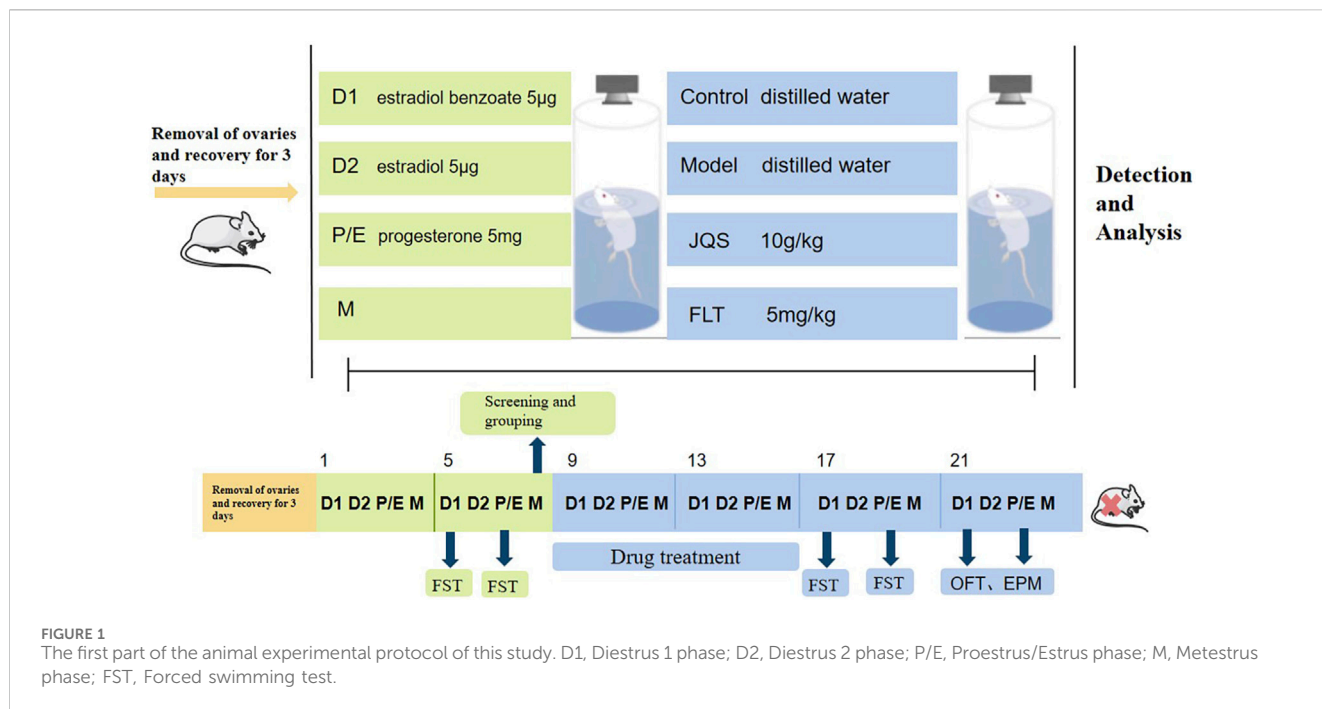 Removal of ovaries
and recovery for 3
days
D1 estradiol benzoate 5μg
D2 estradiol 5μg
P/E progesterone 5mg
M
Control distilled water
Model distilled water
JQS 10g/kg
FLT 5mg/kg
Detection
and
Analysis
Screening and
grouping
1 5 9 13 17 21
Removal of ovaries
and recovery for 3
days
D1 D2 P/E M D1 D2 P/E M D1 D2 P/E M D1 D2 P/E M D1 D2 P/E M D1 D2 P/E M
FST FST Drug treatment FST FST OFT、EPM
FIGURE 1
The first part of the animal experimental protocol of this study. D1, Diestrus 1 phase; D2, Diestrus 2 phase; P/E, Proestrus/Estrus phase; M, Metestrus
phase; FST, Forced swimming test.